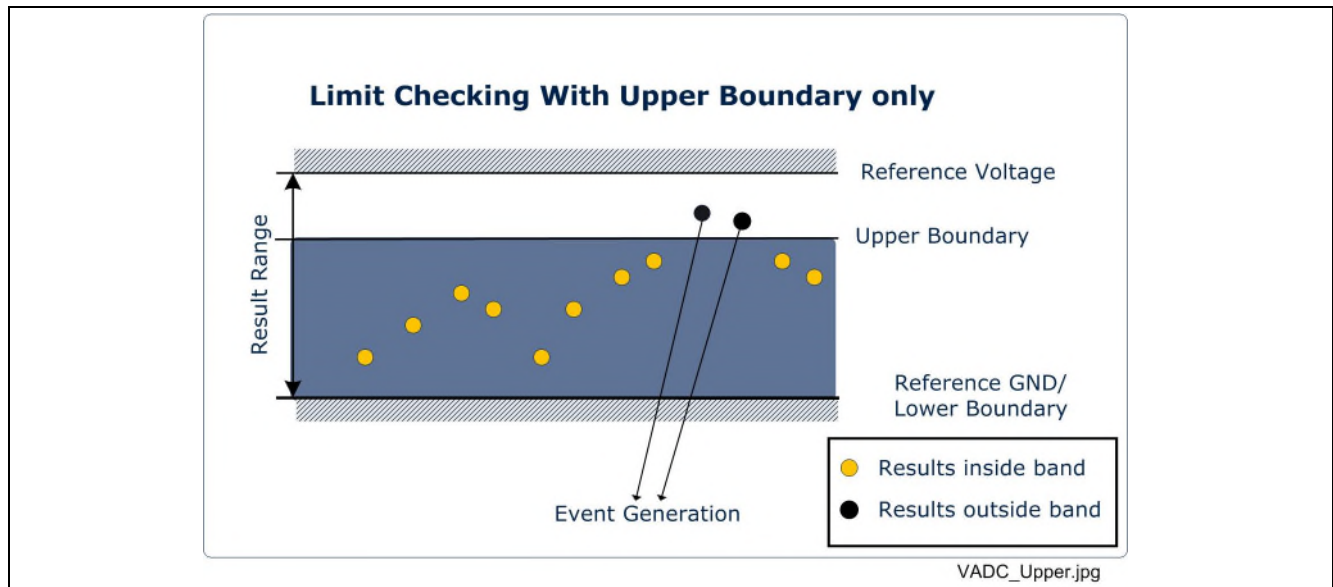 Limit Checking With Upper Boundary only
Reference Voltage
Result Range
Upper Boundary
Reference GND/
Lower Boundary
Results inside band
Results outside band
Event Generation
VADC_Upper.jpg